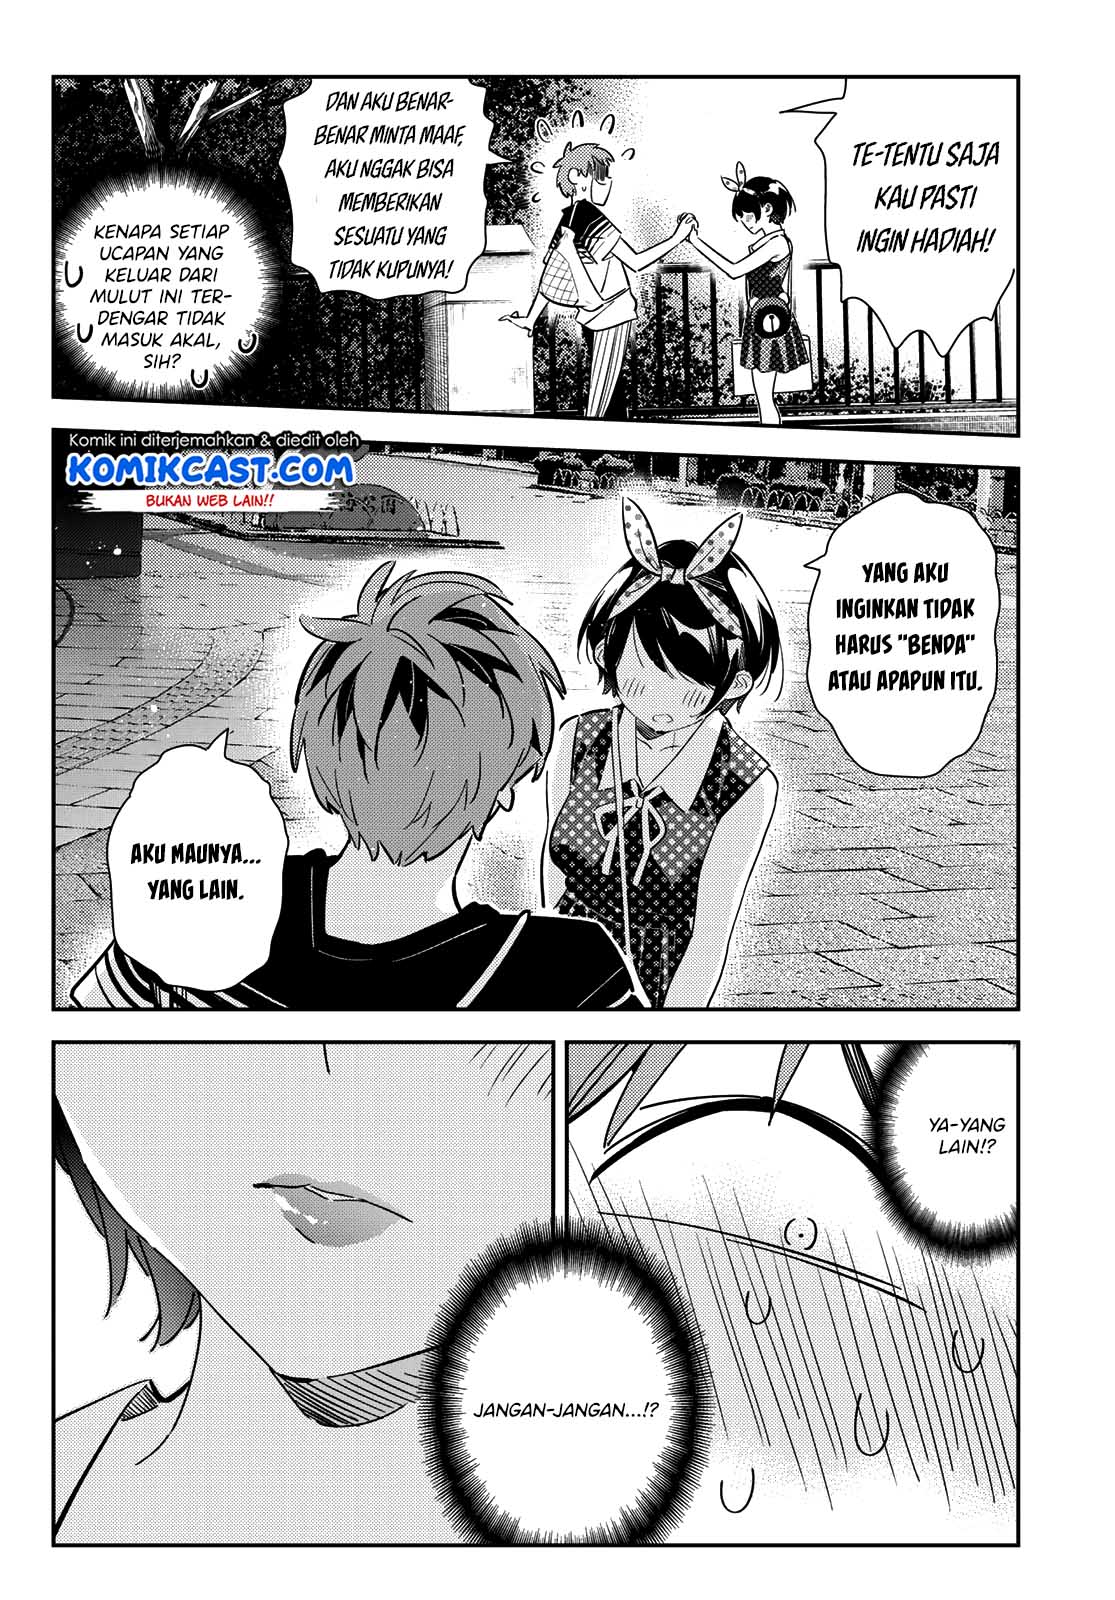 TE-TENTU SAJA
KAU PASTI
INGIN HADIAH!
DAN AKU BENAR-
BENAR MINTA MAAF,
AKU NGGAK BISA
MEMBERIKAN
SESUATU YANG
TIDAK KUPUNYA!
KENAPA SETIAP
UCAPAN YANG
KELUAR DARI
MULUT INI TER-
DENGAR TIDAK
MASUK AKAL,
SIH?
Komik ini diterjemahkan & diedit oleh
KOMIKCAST.COM
BUKAN WEB LAIN!!
YANG AKU
INGINKAN TIDAK
HARUS "BENDA"
ATAU APAPUN ITU.
AKU MAUNYA...
YANG LAIN.
YA-YANG
LAIN!?
JANGAN-JANGAN...!?